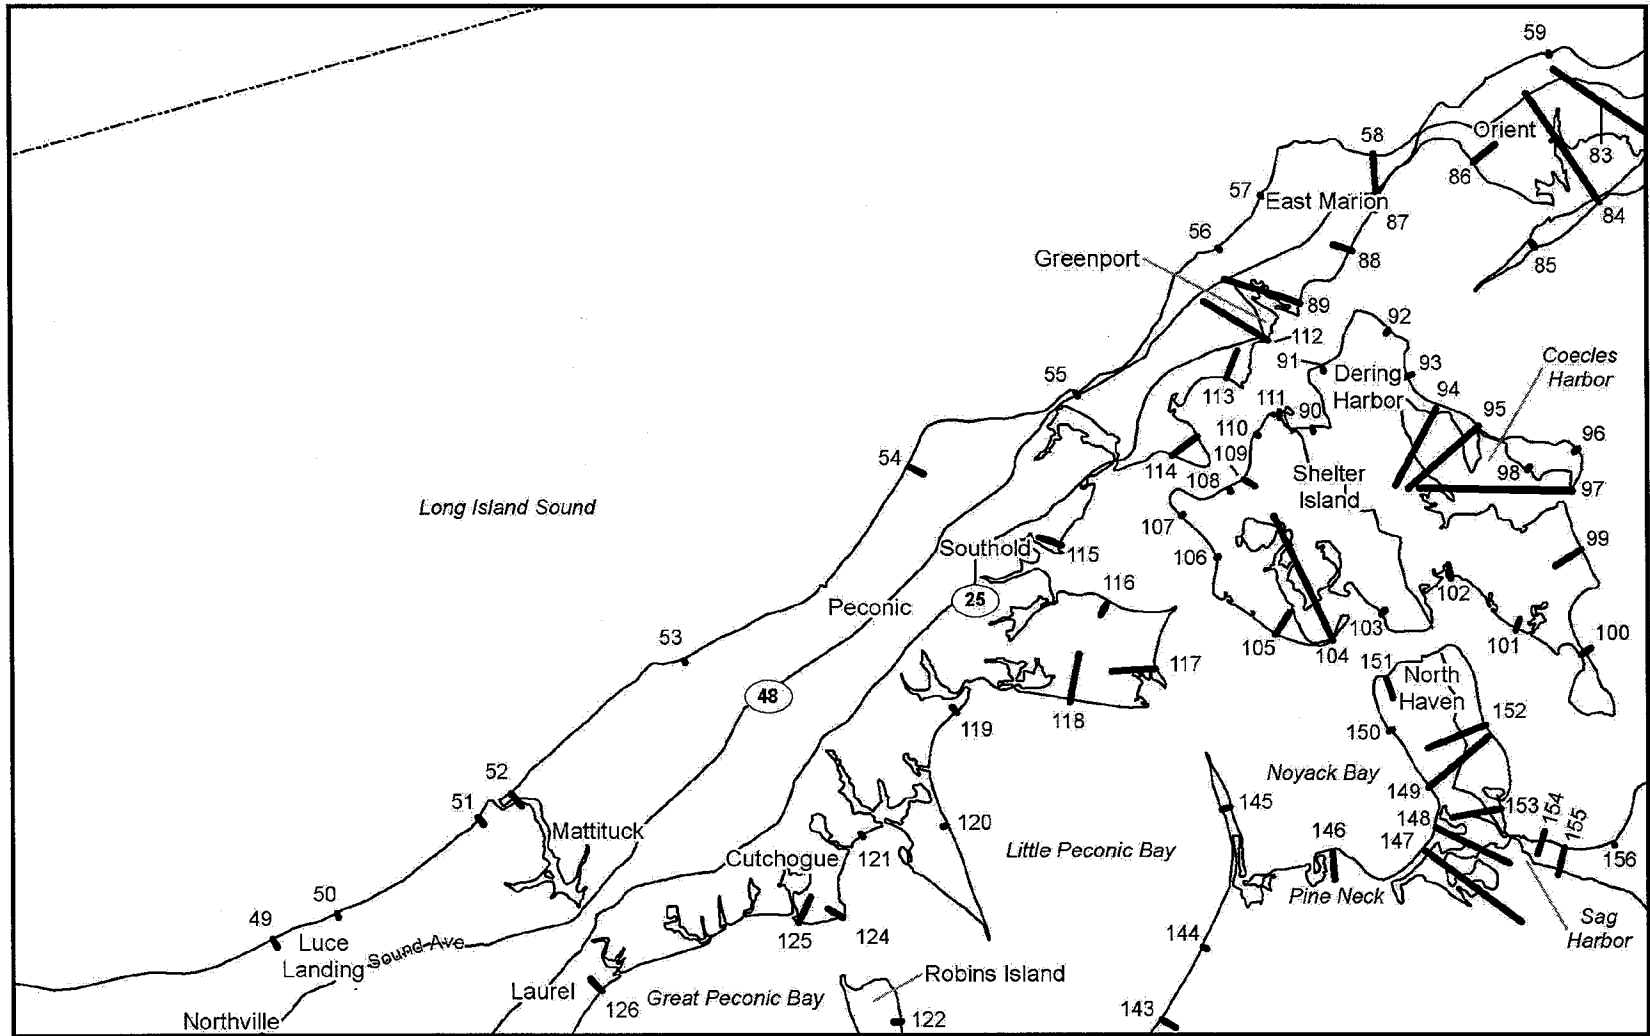 59
58
Orient
83
86
57
East Marion
84
87
56
88
85
Greenport
89
92
112
91
Coecles
Harbor
93
Dering
Harbor
55
94
113
111
90
95
110
96
54
114
109
98
Shelter
Island
108
97
Long Island Sound
107
Southold
115
106
99
116
25
102
Peconic
103
101
100
53
105
104
151
117
North
Haven
48
118
119
152
150
Noyack Bay
52
149
51
145
153
154
155
Mattituck
120
148
146
147
121
Cutchogue
Little Peconic Bay
156
Pine Neck
50
49
125
124
144
Sag
Harbor
Luce
Landing
Sound Ave
Robins Island
Laurel
Great Peconic Bay
126
143
Northville
122